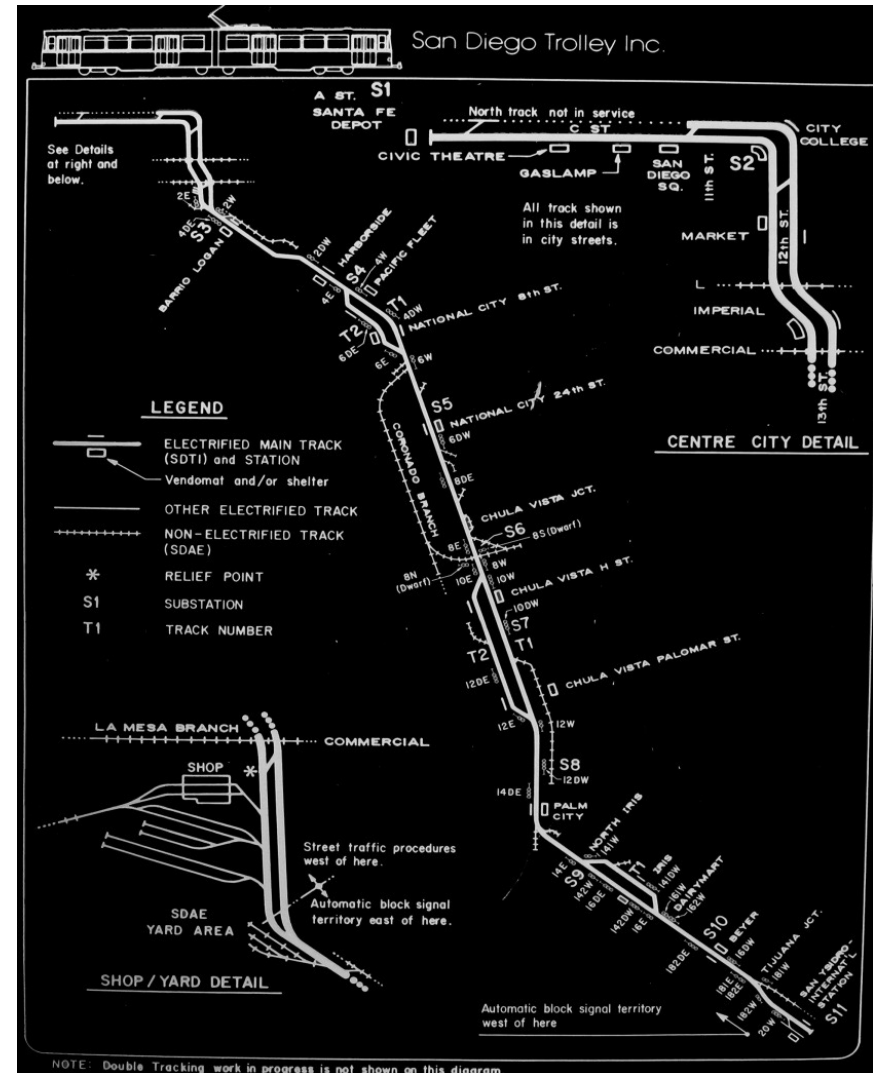 San Diego Trolley Inc.
A ST. S1
SANTA FE
DEPOT
North track not in service
C ST
CITY
COLLEGE
CIVIC THEATRE
GASLAMP
SAN
DIEGO
SQ.
11th ST.
S2
See Details
at right and
below.
All track shown
in this detail is
in city streets.
MARKET
12th ST.
L
IMPERIAL
COMMERCIAL
13th ST.
CENTRE CITY DETAIL
2E
2W
4DE
S3
BARRIO LOGAN
2DW
HARBORSIDE
4E
S4
4W
PACIFIC FLEET
T1
4DW
T2
6DE
NATIONAL CITY 8th ST.
6E
6W
S5
NATIONAL CITY 24th ST.
6DW
CORONADO BRANCH
8DE
CHULA VISTA JCT.
8E
S6
8S (Dwarf)
8N
(Dwarf)
8W
10E
10W
CHULA VISTA H ST.
10DW
S7
T1
T2
12DE
CHULA VISTA PALOMAR ST.
12E
12W
S8
12DW
14DE
PALM
CITY
14E
NORTH IRIS
141W
S9
142W
T1
IRIS
141DW
16DE
142DW
16E
161W
DAIRYMART
162W
S10
BEYER
16DW
182DE
TIJUANA JCT.
181W
181E
182E
182W
SAN YSIDRO-
INTERNAT'L
STATION
20W
S11
LEGEND
ELECTRIFIED MAIN TRACK
(SDTI) and STATION
Vendomat and/or shelter
OTHER ELECTRIFIED TRACK
NON-ELECTRIFIED TRACK
(SDAE)
* RELIEF POINT
S1 SUBSTATION
T1 TRACK NUMBER
LA MESA BRANCH
COMMERCIAL
SHOP
*
Street traffic procedures
west of here.
Automatic block signal
territory east of here.
SDAE
YARD AREA
SHOP / YARD DETAIL
Automatic block signal territory
west of here
NOTE: Double Tracking work in progress is not shown on this diagram